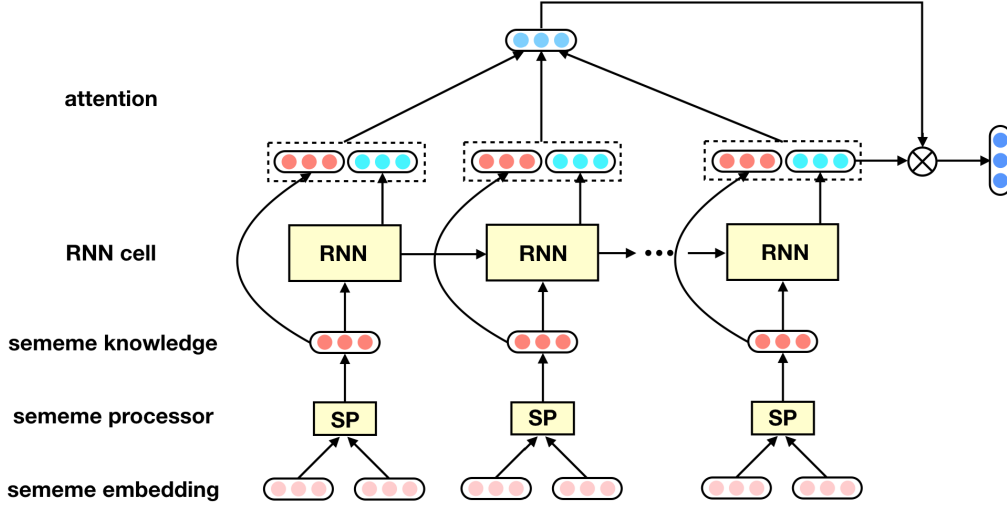 attention
RNN cell
RNN
RNN
•••
RNN
sememe knowledge
sememe processor
SP
SP
SP
sememe embedding